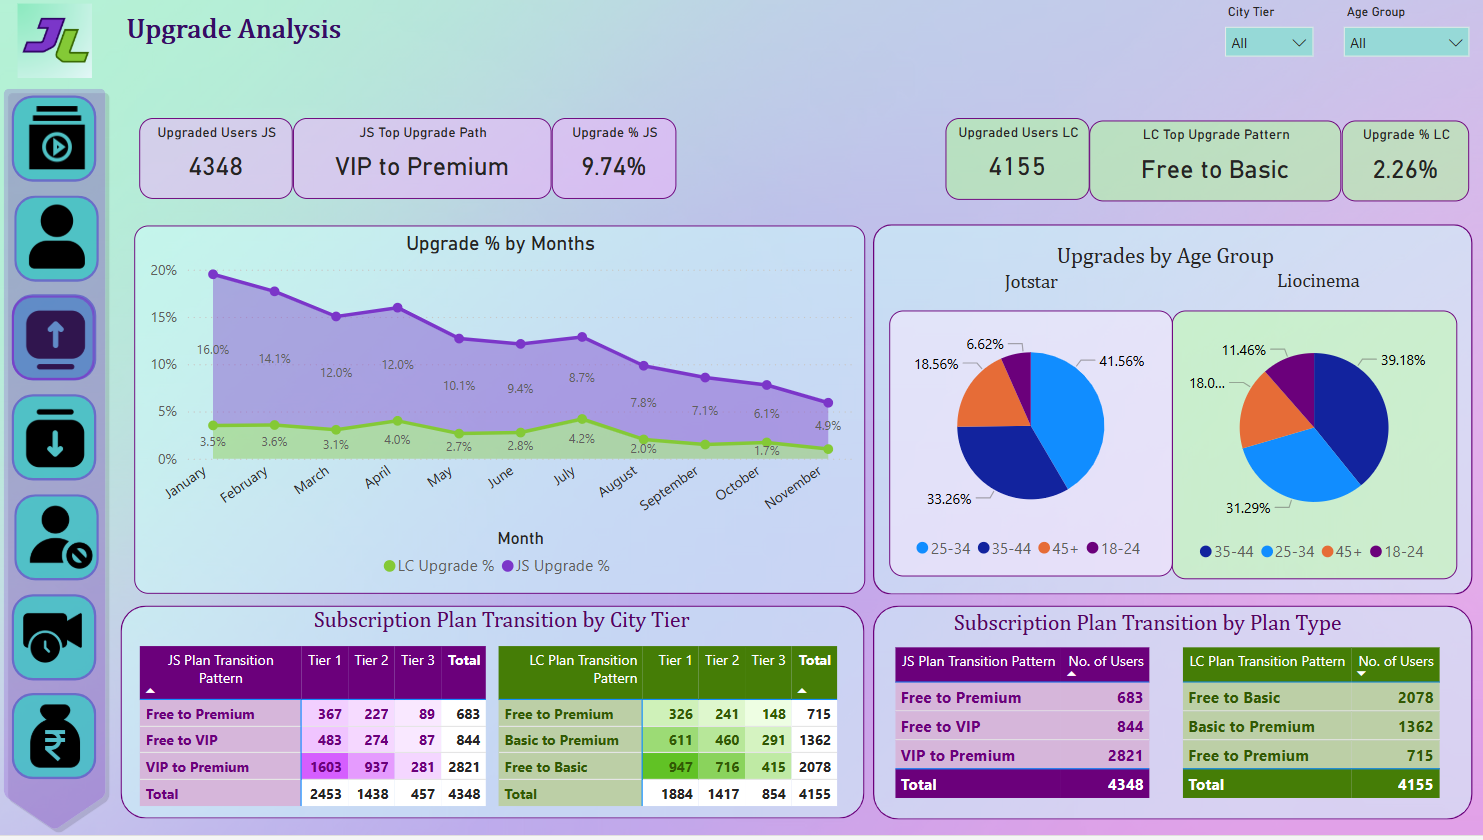 JL
Upgrade Analysis
City Tier
All
Age Group
All
Upgraded Users JS
4348
JS Top Upgrade Path
VIP to Premium
Upgrade % JS
9.74%
Upgraded Users LC
4155
LC Top Upgrade Pattern
Free to Basic
Upgrade % LC
2.26%
Upgrade % by Months
20%
15%
10%
5%
0%
16.0%
14.1%
12.0%
12.0%
10.1%
9.4%
8.7%
7.8%
7.1%
6.1%
4.9%
3.5%
3.6%
3.1%
4.0%
2.7%
2.8%
4.2%
2.0%
1.7%
January
February
March
April
May
June
July
August
September
October
November
Month
LC Upgrade %
JS Upgrade %
Upgrades by Age Group
Jotstar
Liocinema
6.62%
18.56%
41.56%
33.26%
25-34
35-44
45+
18-24
11.46%
18.0...
39.18%
31.29%
35-44
25-34
45+
18-24
Subscription Plan Transition by City Tier
JS Plan Transition Pattern Tier 1 Tier 2 Tier 3 Total
Free to Premium 367 227 89 683
Free to VIP 483 274 87 844
VIP to Premium 1603 937 281 2821
Total 2453 1438 457 4348
LC Plan Transition Pattern Tier 1 Tier 2 Tier 3 Total
Free to Premium 326 241 148 715
Basic to Premium 611 460 291 1362
Free to Basic 947 716 415 2078
Total 1884 1417 854 4155
Subscription Plan Transition by Plan Type
JS Plan Transition Pattern No. of Users
Free to Premium 683
Free to VIP 844
VIP to Premium 2821
Total 4348
LC Plan Transition Pattern No. of Users
Free to Basic 2078
Basic to Premium 1362
Free to Premium 715
Total 4155
₹